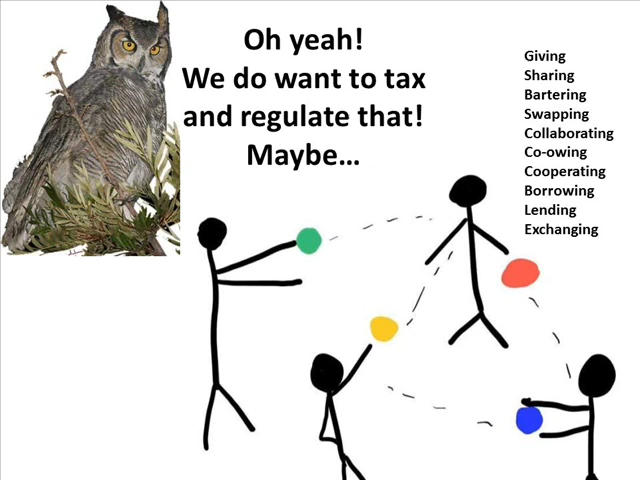 Oh yeah!
We do want to tax
and regulate that!
Maybe…
Giving
Sharing
Bartering
Swapping
Collaborating
Co-owing
Cooperating
Borrowing
Lending
Exchanging